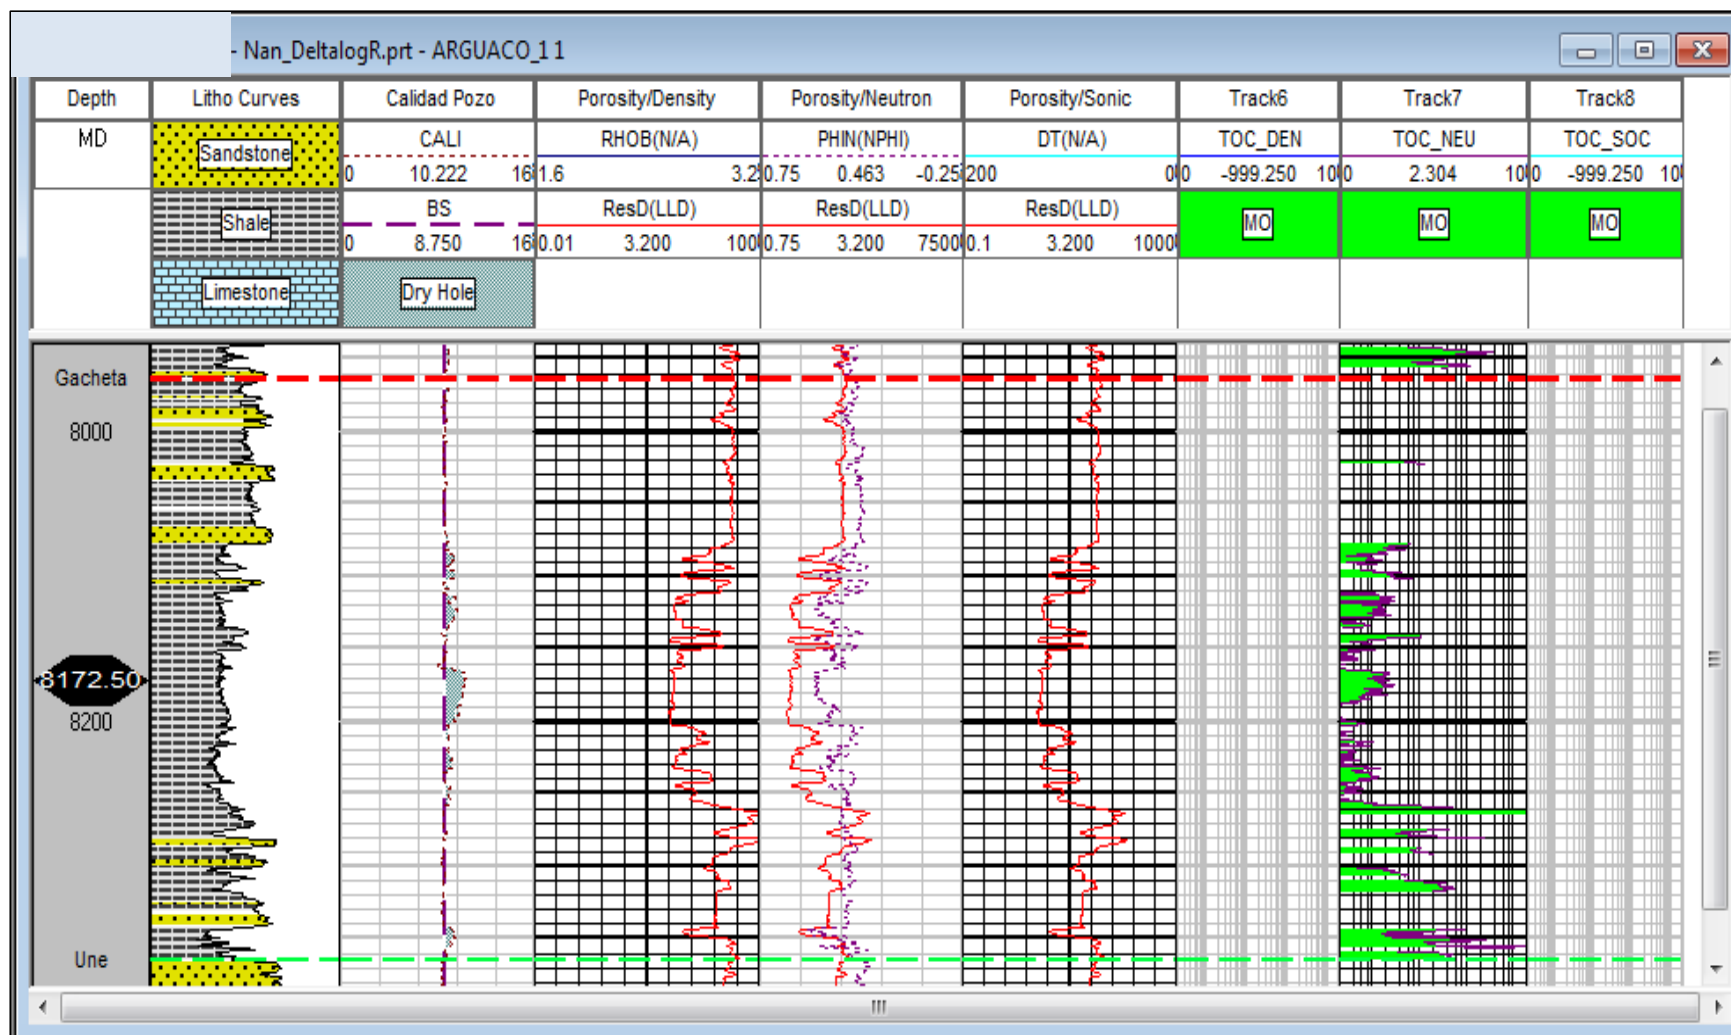 - Nan_DeltalogR.prt - ARGUACO_1 1
Depth Litho Curves Calidad Pozo Porosity/Density Porosity/Neutron Porosity/Sonic Track6 Track7 Track8
MD Sandstone CALI RHOB(N/A) PHIN(NPHI) DT(N/A) TOC_DEN TOC_NEU TOC_SOC
0 10.222 16 1.6 3.2 0.75 0.463 -0.25 200 0 0 -999.250 10 0 2.304 10 0 -999.250 10
Shale BS ResD(LLD) ResD(LLD) ResD(LLD) MO MO MO
0 8.750 16 0.01 3.200 100 0.75 3.200 7500 0.1 3.200 1000
Limestone Dry Hole
Gacheta
8000
8172.50
8200
Une